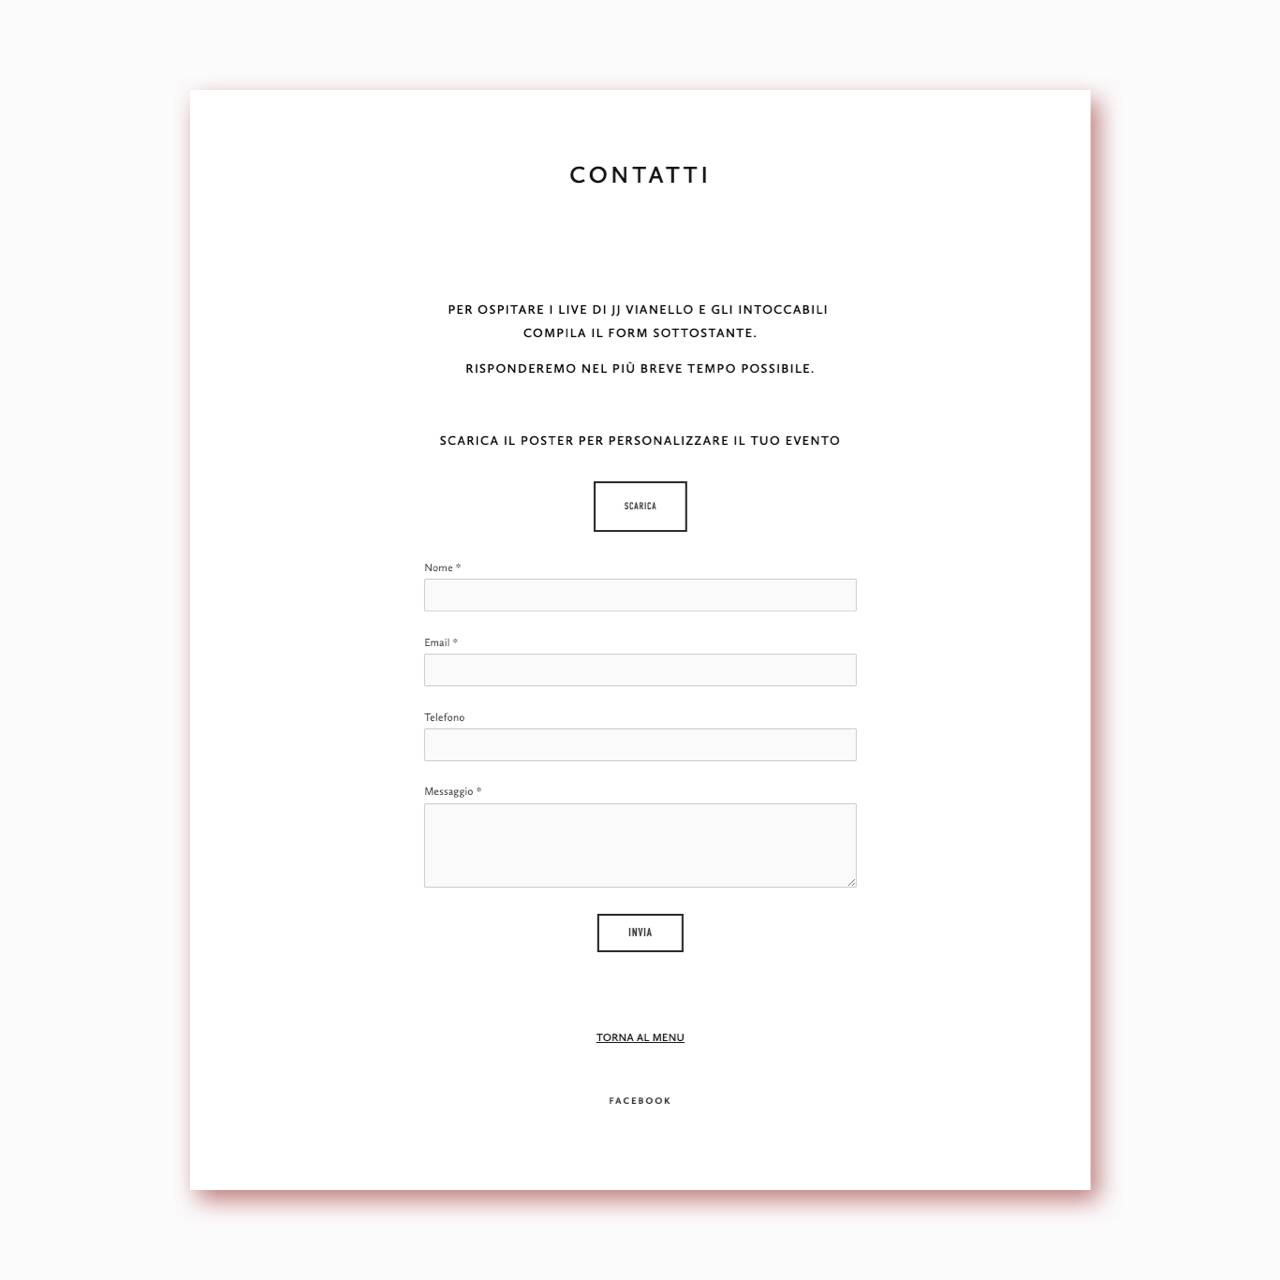 CONTATTI
PER OSPITARE I LIVE DI JJ VIANELLO E GLI INTOCCABILI
COMPILA IL FORM SOTTOSTANTE.
RISPONDEREMO NEL PIÙ BREVE TEMPO POSSIBILE.
SCARICA IL POSTER PER PERSONALIZZARE IL TUO EVENTO
SCARICA
Nome *
Email *
Telefono
Messaggio *
INVIA
TORNA AL MENU
FACEBOOK